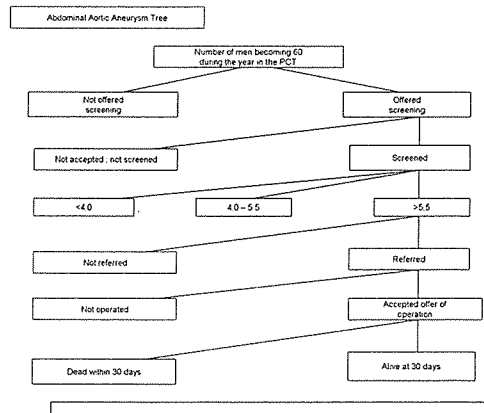 Abdominal Aortic Aneurysm Tree
Number of men becoming 60
during the year in the PCT
Not offered
screening
Offered
screening
Not accepted ; not screened
Screened
<4.0
4.0 – 5.5
>5.5
Not referred
Referred
Not operated
Accepted offer of
operation
Dead within 30 days
Alive at 30 days